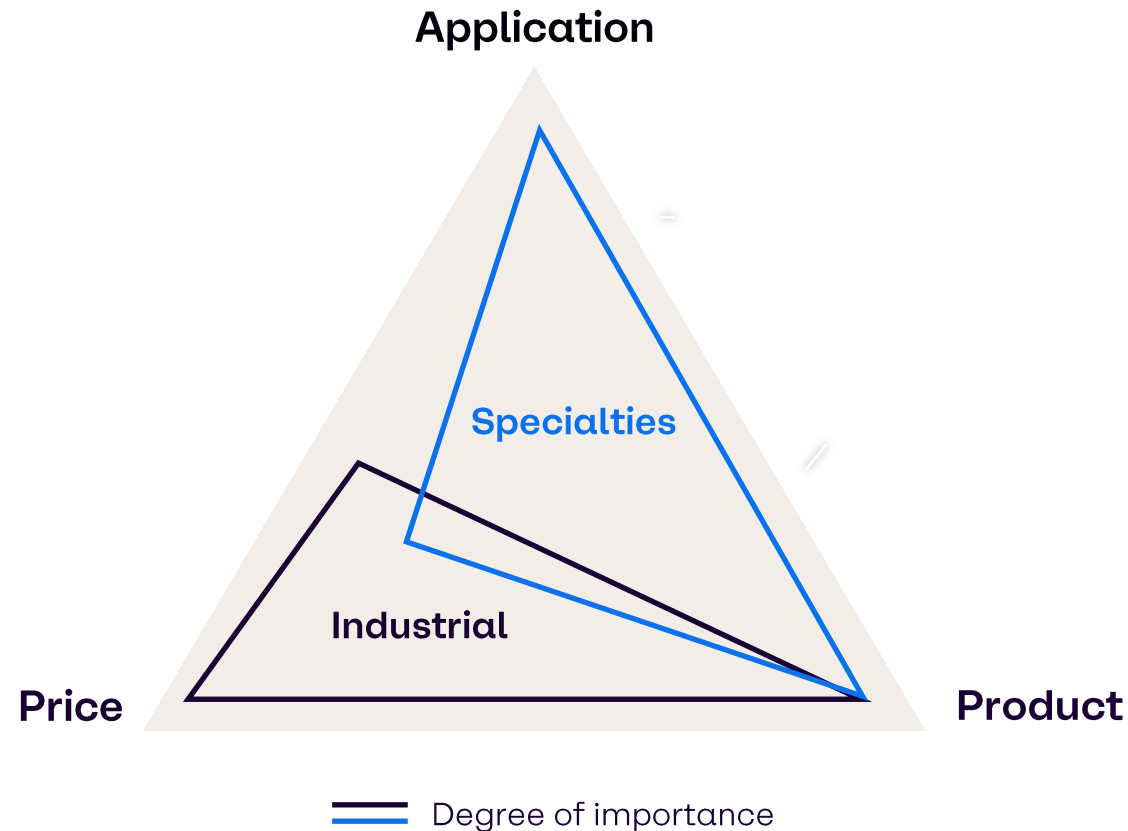 Application
Specialties
Industrial
Price
Product
Degree of importance